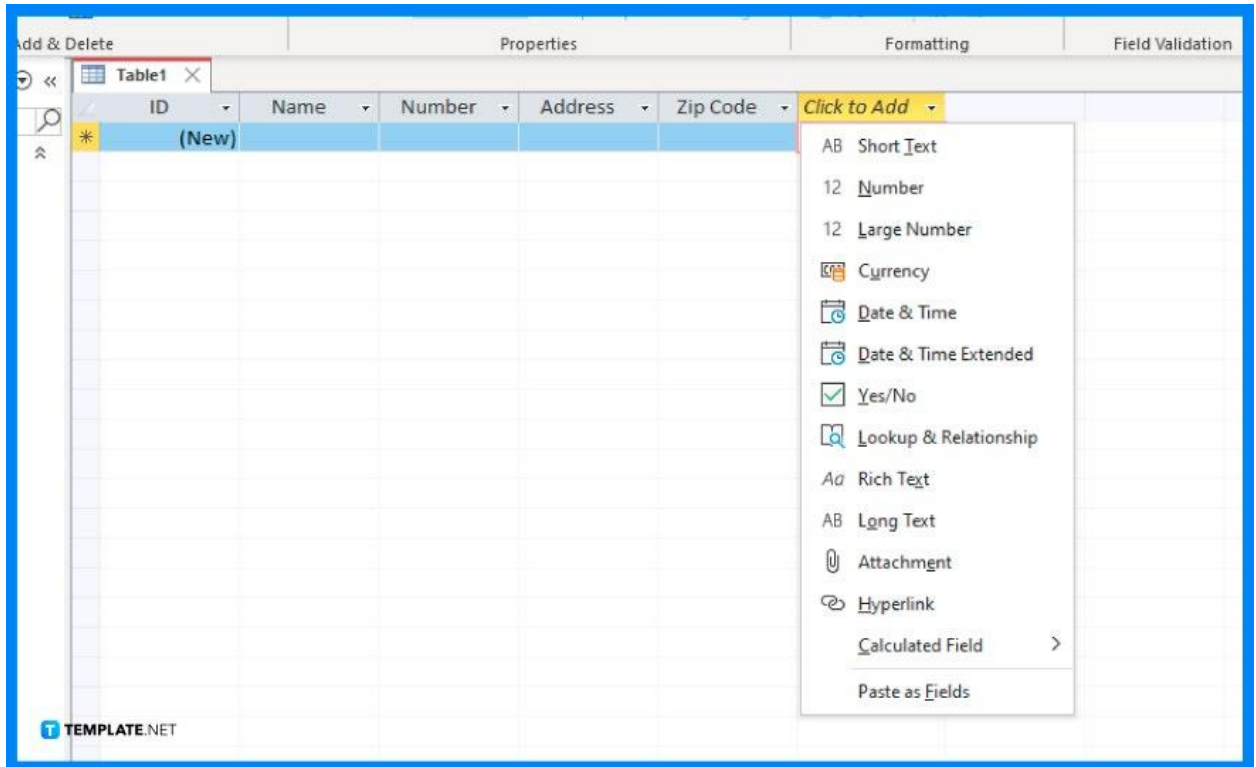 Add & Delete
Properties
Formatting
Field Validation
Table1
ID
Name
Number
Address
Zip Code
Click to Add
(New)
AB Short Text
12 Number
12 Large Number
Currency
Date & Time
Date & Time Extended
Yes/No
Lookup & Relationship
Aa Rich Text
AB Long Text
Attachment
Hyperlink
Calculated Field
Paste as Fields
T TEMPLATE.NET